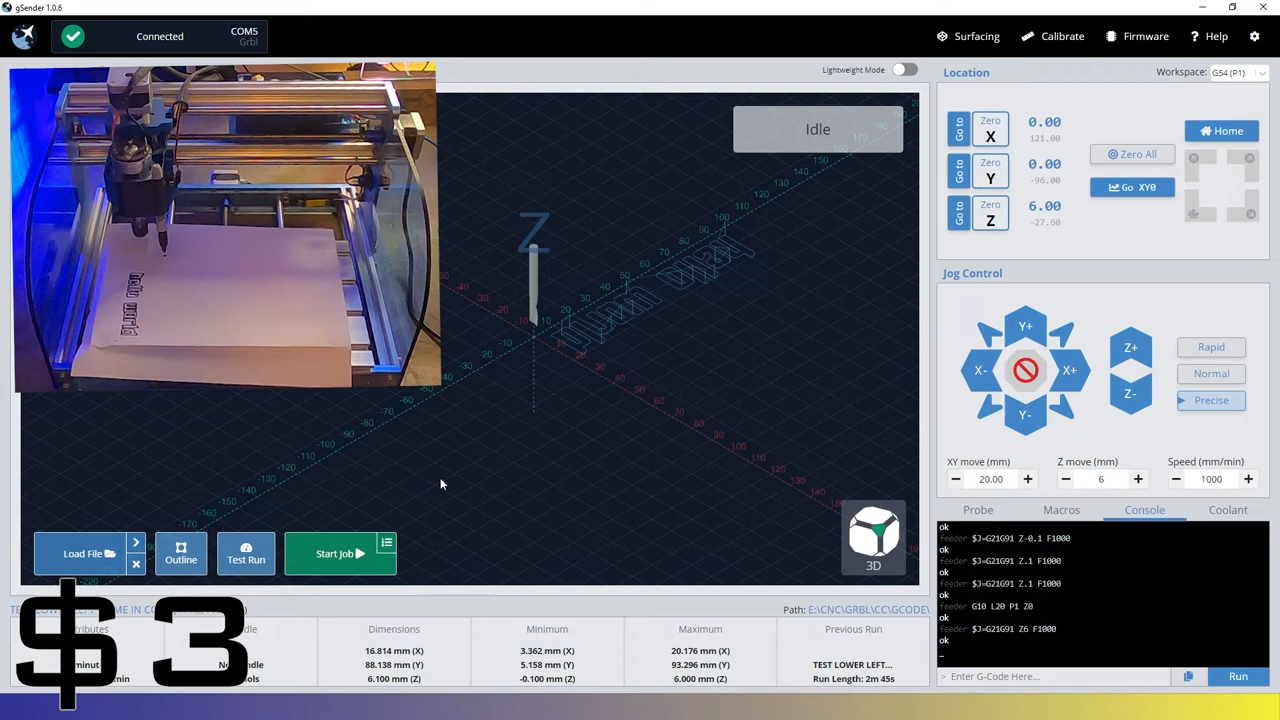 gSender 1.0.6
Connected
COM5
Grbl
Surfacing
Calibrate
Firmware
Help
Lightweight Mode
Idle
Location
Workspace:
G54 (P1)
Go to
Zero
X
0.00
121.00
Go to
Zero
Y
0.00
-96.00
Go to
Zero
Z
6.00
-27.60
Zero All
Go XY0
Home
Jog Control
Y+
X-
X+
Y-
Z+
Z-
Rapid
Normal
Precise
XY move (mm)
20.00
Z move (mm)
6
Speed (mm/min)
1000
Probe
Macros
Console
Coolant
ok
feeder $J=G21G91 Z-0.1 F1000
ok
feeder $J=G21G91 Z.1 F1000
ok
feeder $J=G21G91 Z.1 F1000
ok
feeder G10 L20 P1 Z0
ok
feeder $J=G21G91 Z6 F1000
ok
> Enter G-Code Here...
Run
hello world
Z
hello world
Load File
Outline
Test Run
Start Job
3D
Path: E:\CNC\GRBL\CC\GCODE\
$3
Dimensions
16.814 mm (X)
88.138 mm (Y)
6.100 mm (Z)
Minimum
3.362 mm (X)
5.158 mm (Y)
-0.100 mm (Z)
Maximum
20.176 mm (X)
93.296 mm (Y)
6.000 mm (Z)
Previous Run
TEST LOWER LEFT...
Run Length: 2m 45s